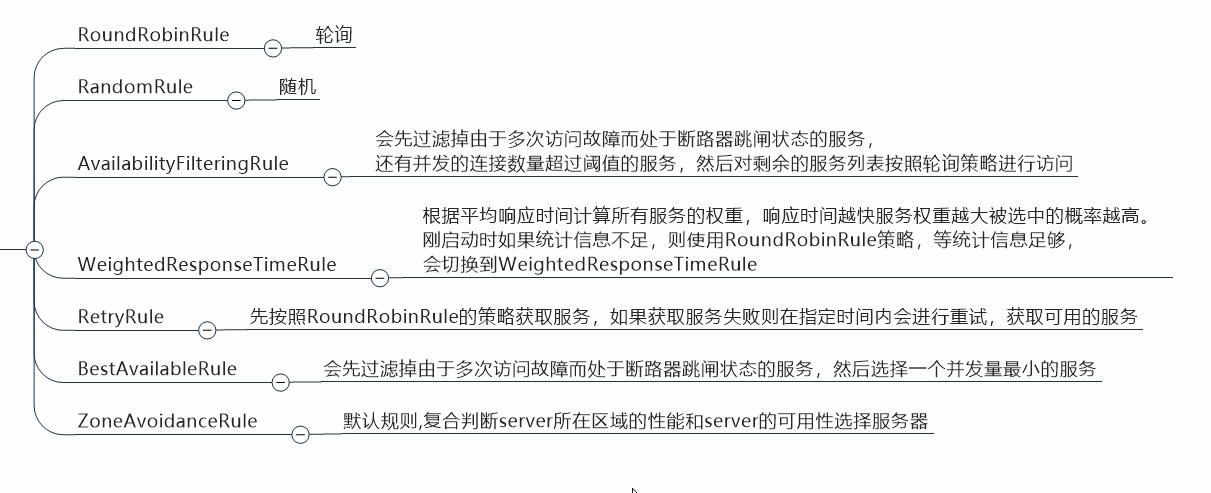 RoundRobinRule 轮询
RandomRule 随机
会先过滤掉由于多次访问故障而处于断路器跳闸状态的服务，
AvailabilityFilteringRule 还有并发的连接数量超过阈值的服务，然后对剩余的服务列表按照轮询策略进行访问
根据平均响应时间计算所有服务的权重，响应时间越快服务权重越大被选中的概率越高。
刚启动时如果统计信息不足，则使用RoundRobinRule策略，等统计信息足够，
WeightedResponseTimeRule 会切换到WeightedResponseTimeRule
RetryRule 先按照RoundRobinRule的策略获取服务，如果获取服务失败则在指定时间内会进行重试，获取可用的服务
BestAvailableRule 会先过滤掉由于多次访问故障而处于断路器跳闸状态的服务，然后选择一个并发量最小的服务
ZoneAvoidanceRule 默认规则,复合判断server所在区域的性能和server的可用性选择服务器